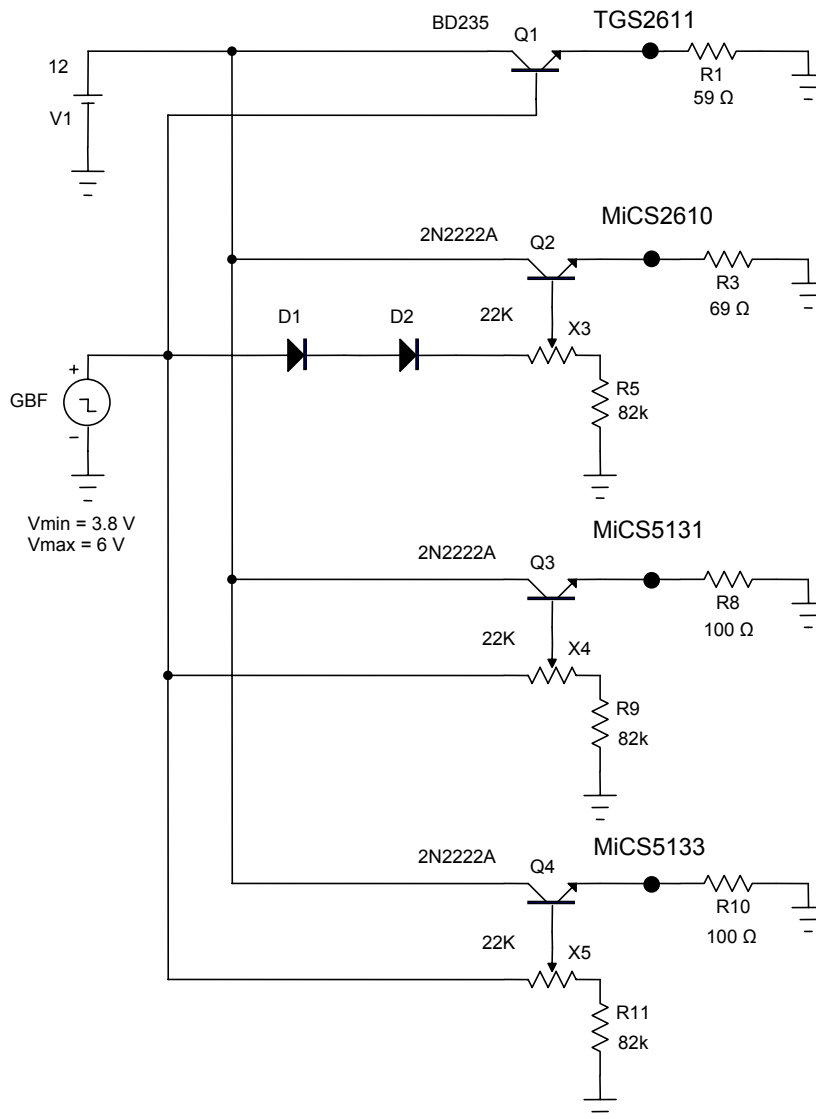 BD235
Q1
TGS2611
12
V1
R1
59 Ω
MiCS2610
2N2222A
Q2
R3
69 Ω
22K
X3
D1
D2
R5
82k
GBF
+
−
Vmin = 3.8 V
Vmax = 6 V
MiCS5131
2N2222A
Q3
R8
100 Ω
22K
X4
R9
82k
MiCS5133
2N2222A
Q4
R10
100 Ω
22K
X5
R11
82k